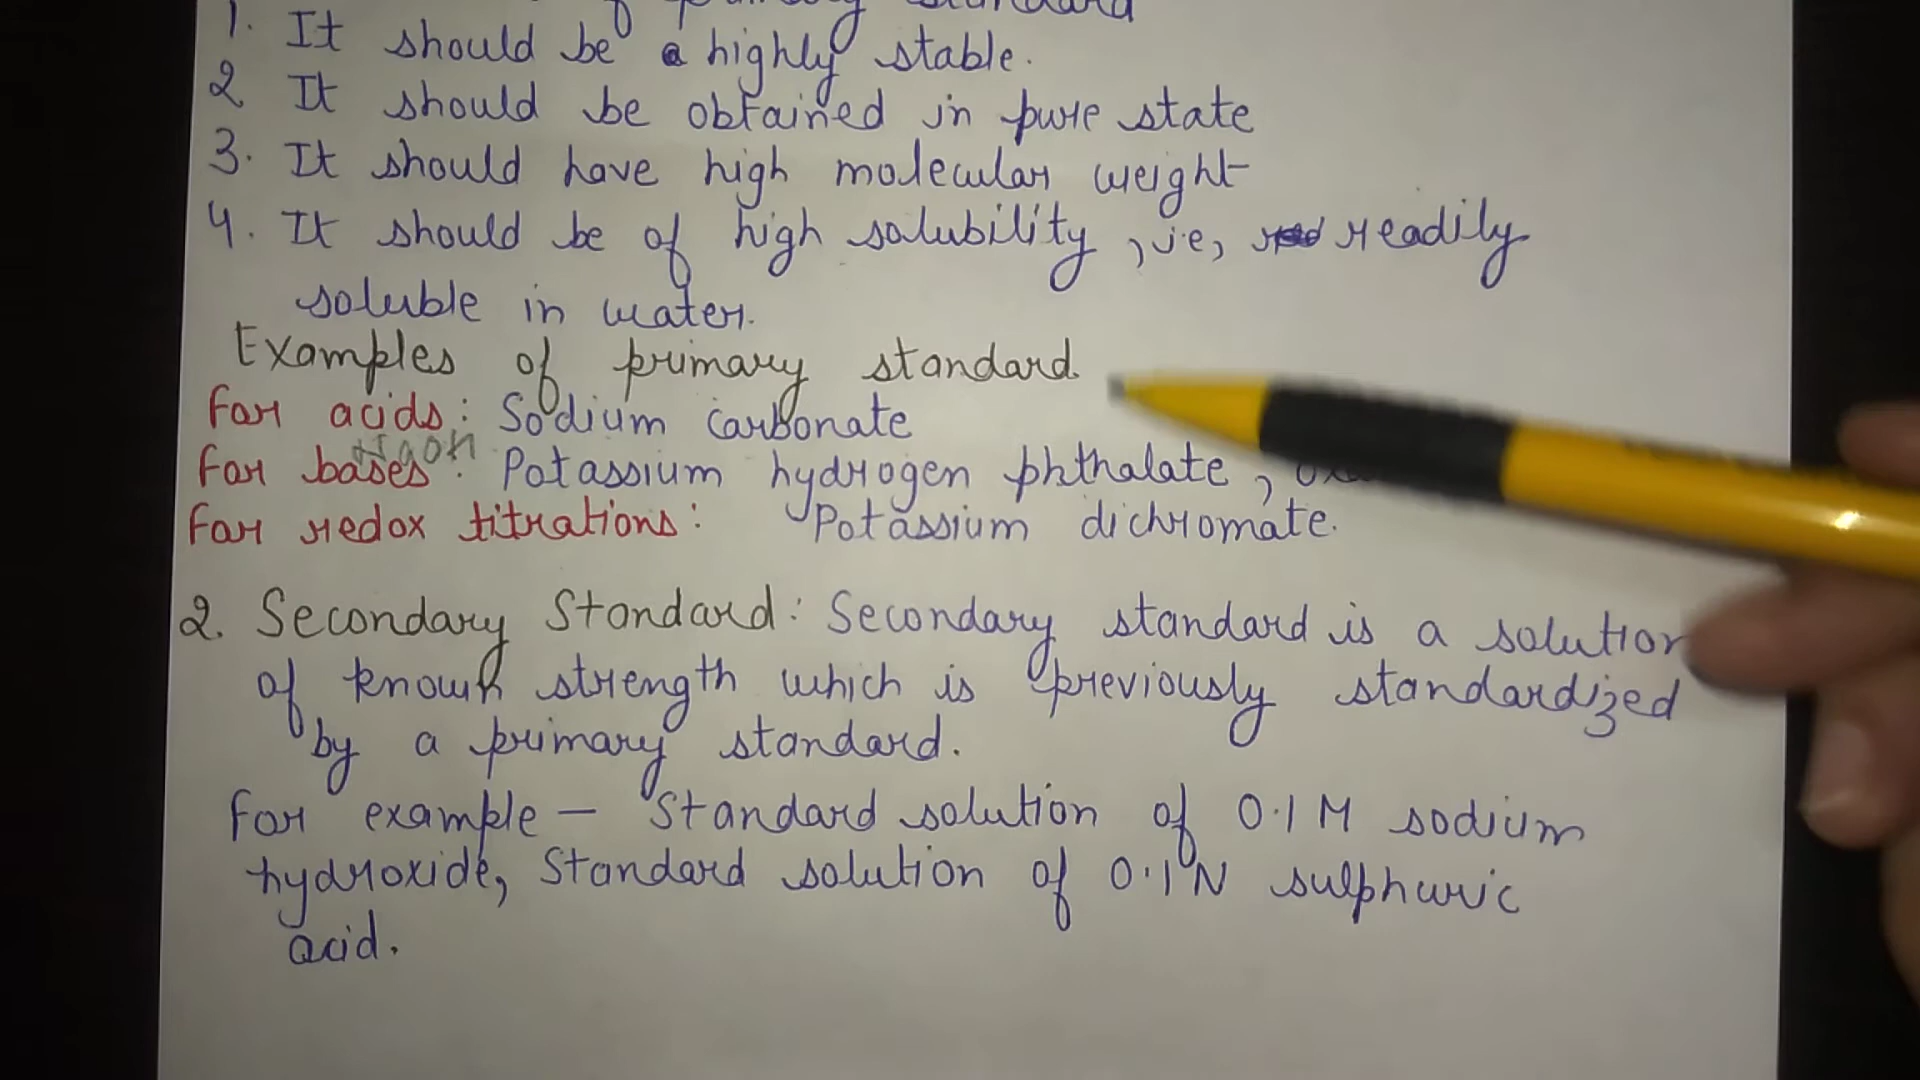 of primary standard
1. It should be a highly stable.
2 It should be obtained in pure state
3. It should have high molecular weight
4. It should be of high solubility, ie, readily
soluble in water.
Examples of primary standard
For acids: Sodium carbonate
NaOH
For bases: Potassium hydrogen phthalate,
For redox titrations: Potassium dichromate.
2. Secondary Standard: Secondary standard is a solution
of known strength which is previously standardized
by a primary standard.
For example – Standard solution of 0.1 M sodium
hydroxide, Standard solution of 0.1 N sulphuric
acid.